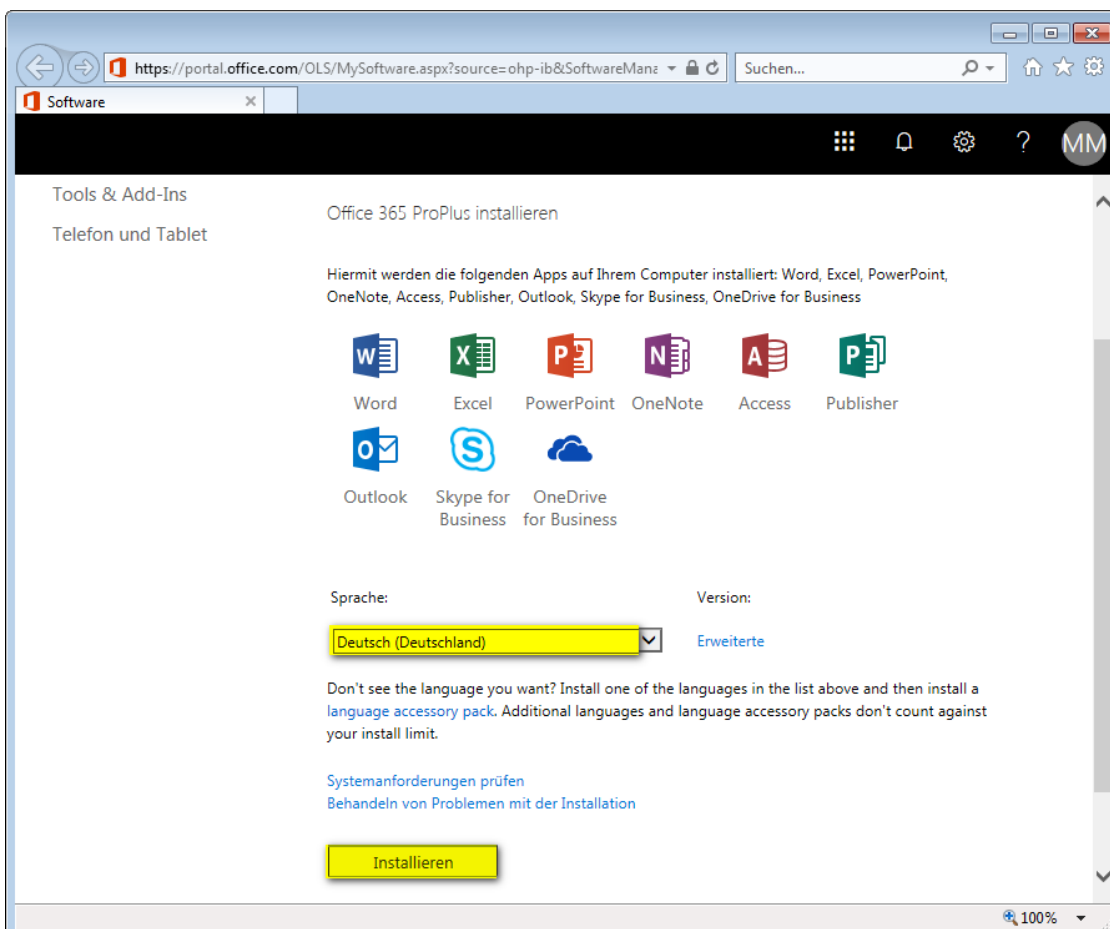 https://portal.office.com/OLS/MySoftware.aspx?source=ohp-ib&SoftwareMana
Suchen...
Software
?
MM
Tools & Add-Ins
Telefon und Tablet
Office 365 ProPlus installieren
Hiermit werden die folgenden Apps auf Ihrem Computer installiert: Word, Excel, PowerPoint,
OneNote, Access, Publisher, Outlook, Skype for Business, OneDrive for Business
Word Excel PowerPoint OneNote Access Publisher
Outlook Skype for Business OneDrive for Business
Sprache: Version:
Deutsch (Deutschland) Erweiterte
Don't see the language you want? Install one of the languages in the list above and then install a
language accessory pack. Additional languages and language accessory packs don't count against
your install limit.
Systemanforderungen prüfen
Behandeln von Problemen mit der Installation
Installieren
100%